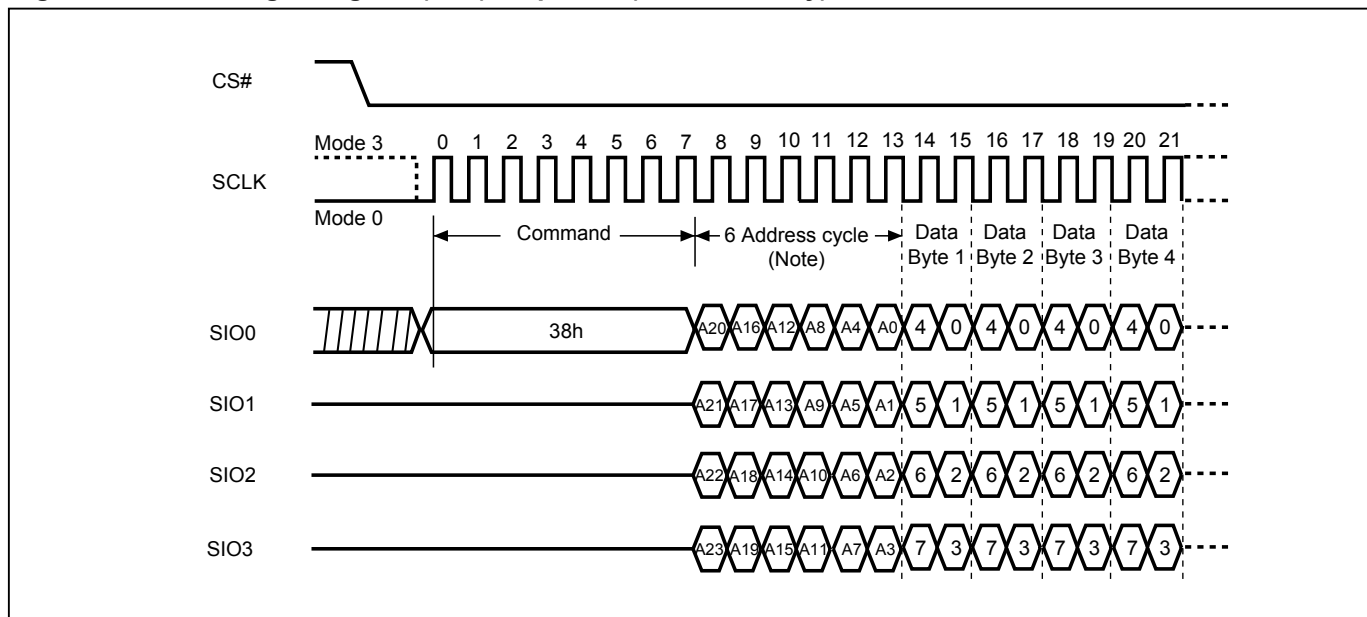 CS#
Mode 3
0 1 2 3 4 5 6 7 8 9 10 11 12 13 14 15 16 17 18 19 20 21
SCLK
Mode 0
Command
6 Address cycle
(Note)
Data
Byte 1
Data
Byte 2
Data
Byte 3
Data
Byte 4
SIO0
38h
A20 A16 A12 A8 A4 A0 4 0 4 0 4 0 4 0
SIO1
A21 A17 A13 A9 A5 A1 5 1 5 1 5 1 5 1
SIO2
A22 A18 A14 A10 A6 A2 6 2 6 2 6 2 6 2
SIO3
A23 A19 A15 A11 A7 A3 7 3 7 3 7 3 7 3